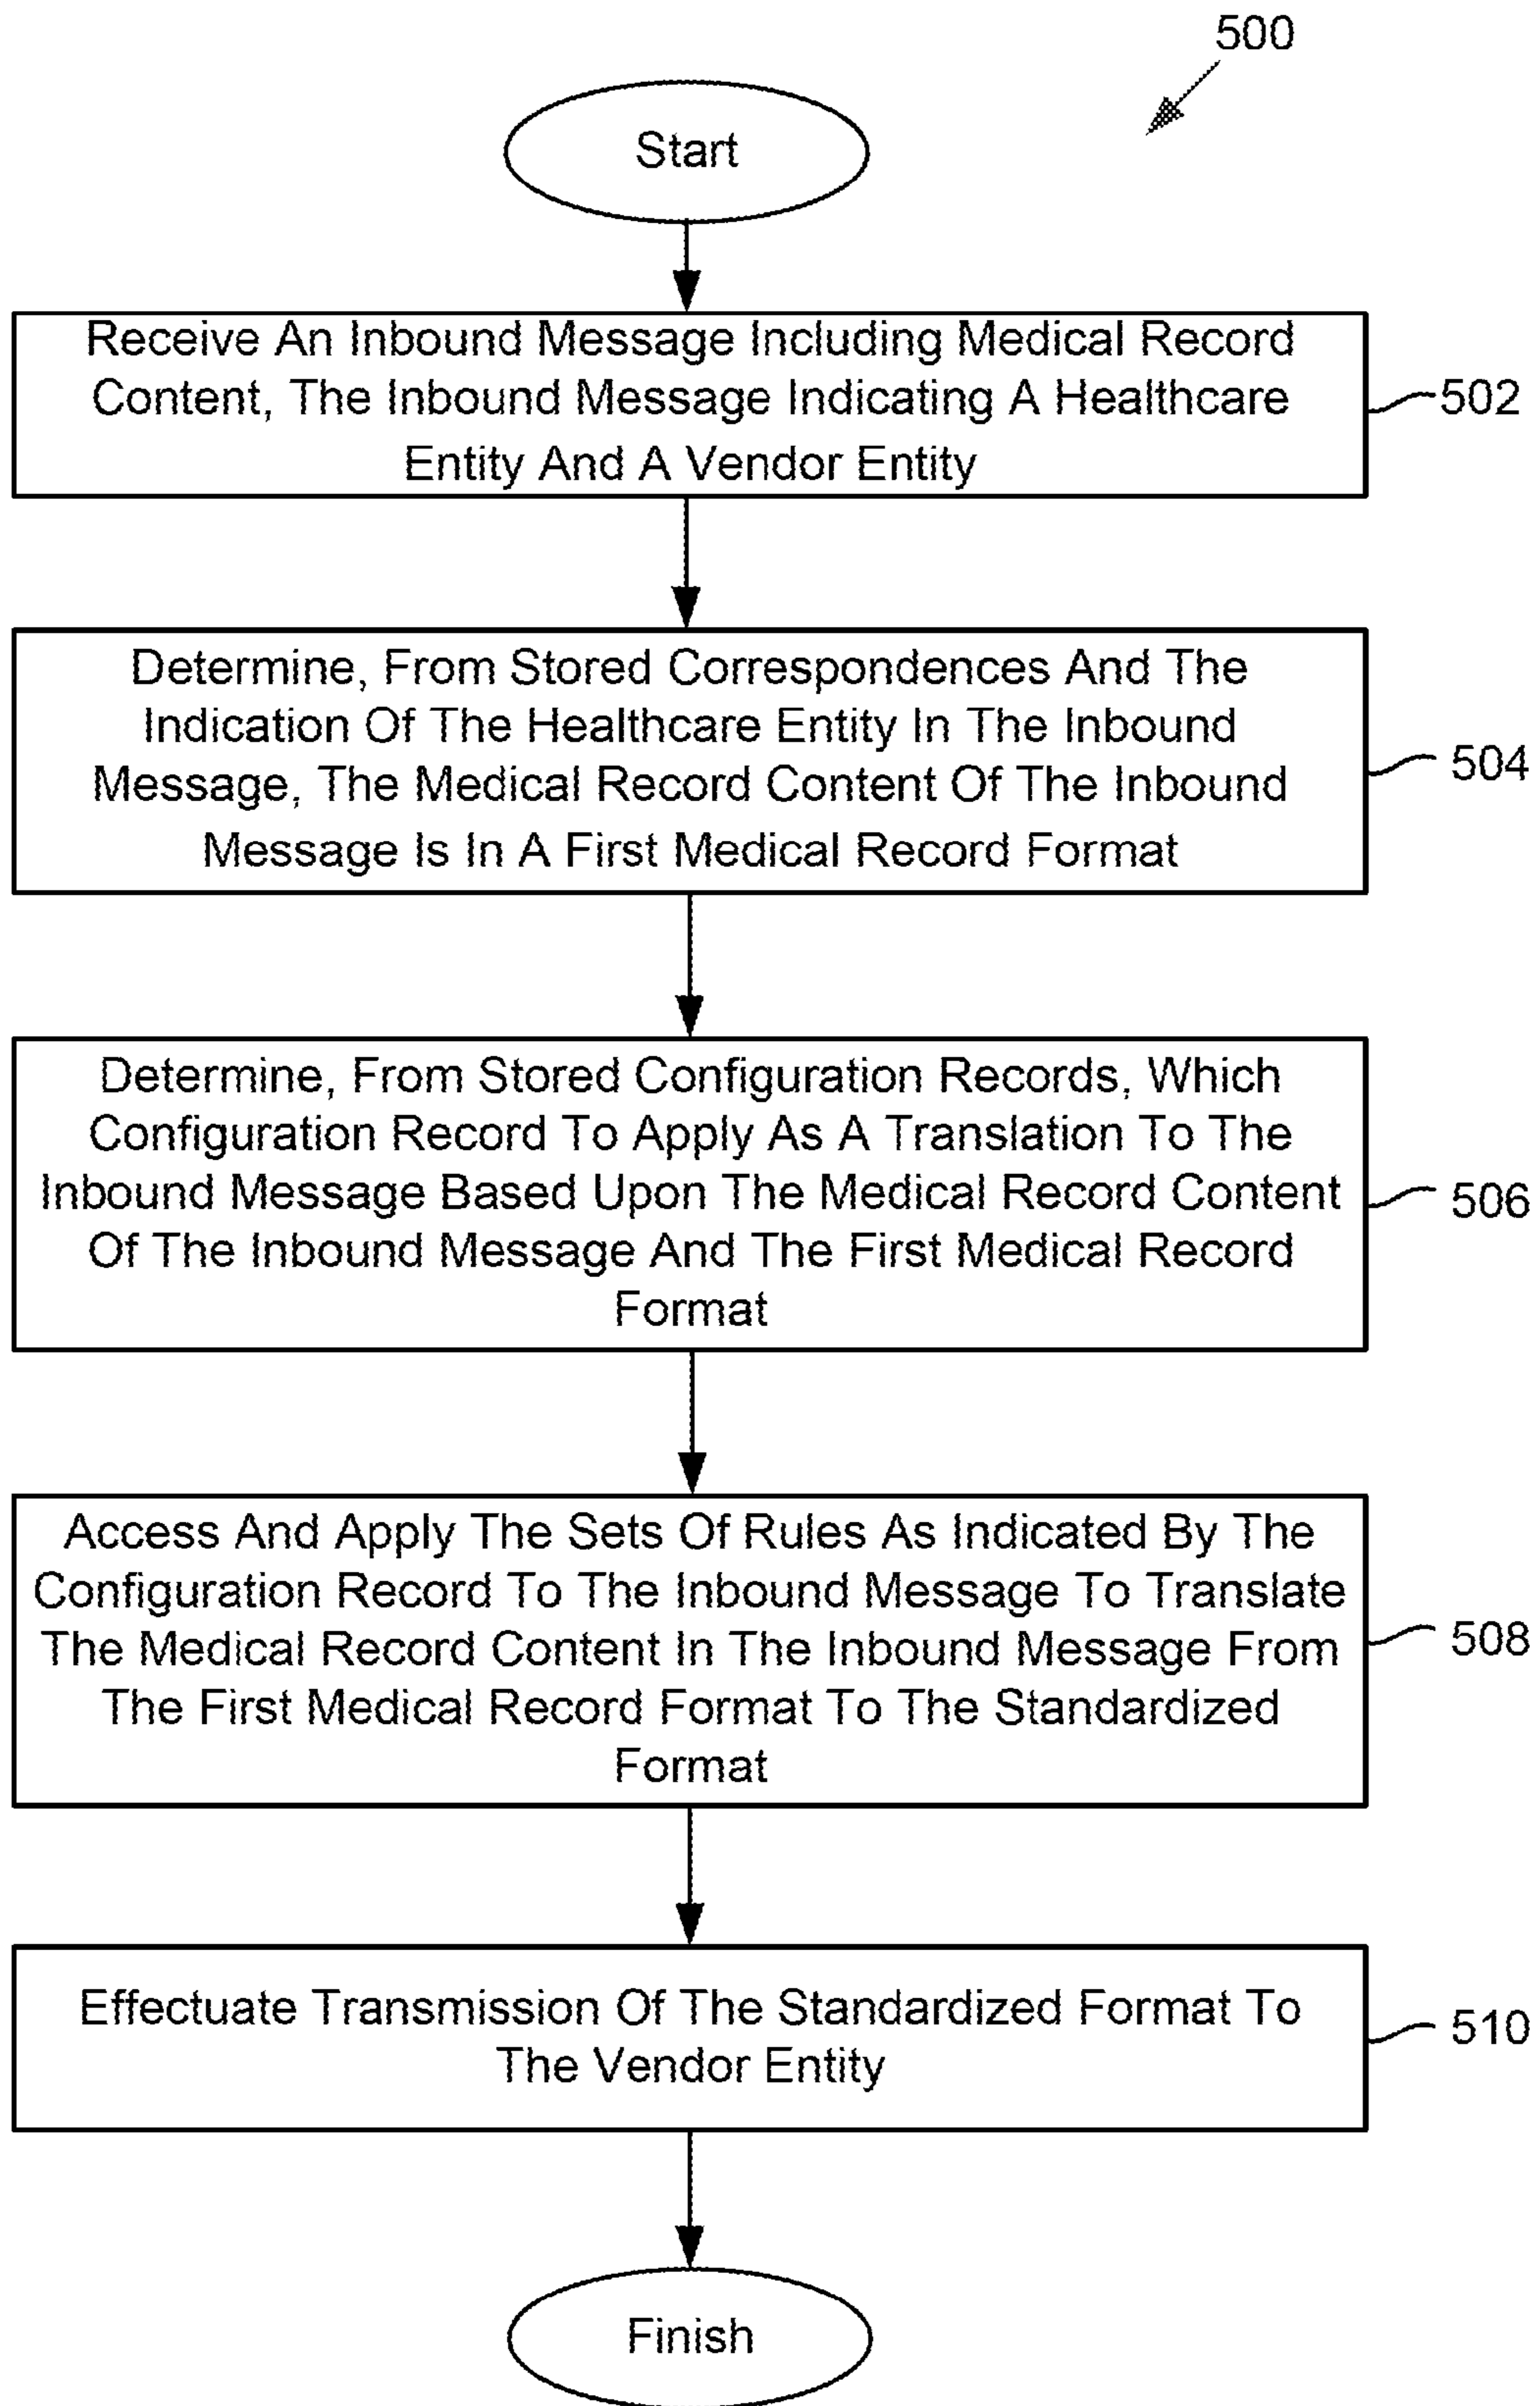 500
Start
Receive An Inbound Message Including Medical Record
Content, The Inbound Message Indicating A Healthcare
Entity And A Vendor Entity
502
Determine, From Stored Correspondences And The
Indication Of The Healthcare Entity In The Inbound
Message, The Medical Record Content Of The Inbound
Message Is In A First Medical Record Format
504
Determine, From Stored Configuration Records, Which
Configuration Record To Apply As A Translation To The
Inbound Message Based Upon The Medical Record Content
Of The Inbound Message And The First Medical Record
Format
506
Access And Apply The Sets Of Rules As Indicated By The
Configuration Record To The Inbound Message To Translate
The Medical Record Content In The Inbound Message From
The First Medical Record Format To The Standardized
Format
508
Effectuate Transmission Of The Standardized Format To
The Vendor Entity
510
Finish